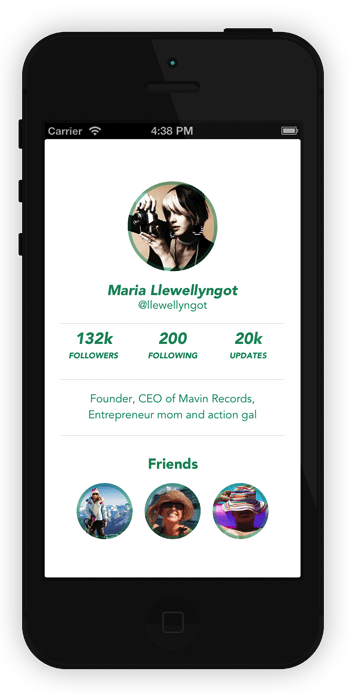 Carrier 4:38 PM
Maria Llewellyngot
@llewellyngot
132k 200 20k
FOLLOWERS FOLLOWING UPDATES
Founder, CEO of Mavin Records,
Entrepreneur mom and action gal
Friends